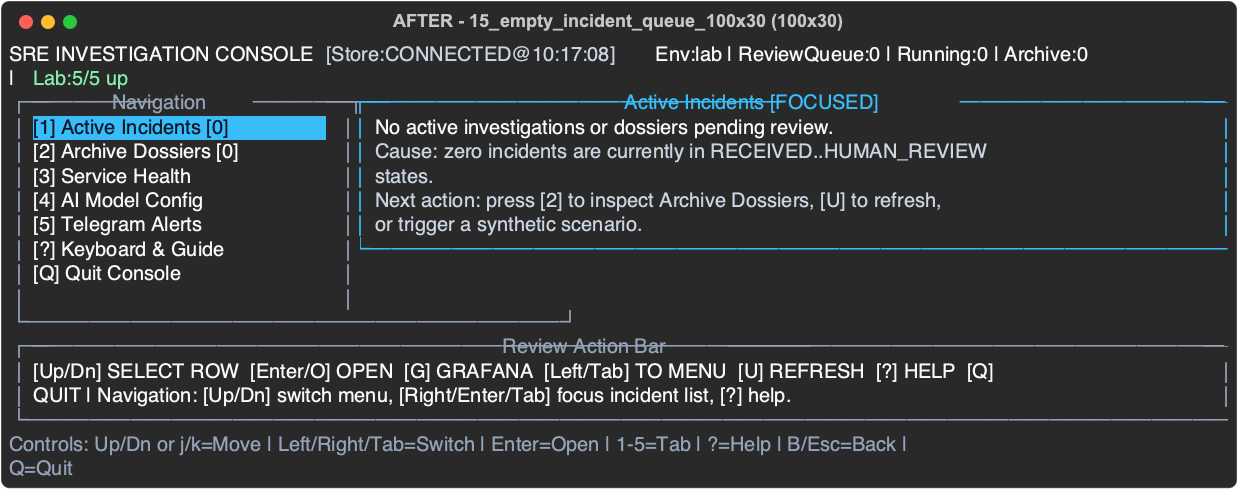 AFTER - 15_empty_incident_queue_100x30 (100x30)
SRE INVESTIGATION CONSOLE [Store:CONNECTED@10:17:08] Env:lab | ReviewQueue:0 | Running:0 | Archive:0
| Lab:5/5 up
Navigation
[1] Active Incidents [0]
[2] Archive Dossiers [0]
[3] Service Health
[4] AI Model Config
[5] Telegram Alerts
[?] Keyboard & Guide
[Q] Quit Console
Active Incidents [FOCUSED]
No active investigations or dossiers pending review.
Cause: zero incidents are currently in RECEIVED..HUMAN_REVIEW
states.
Next action: press [2] to inspect Archive Dossiers, [U] to refresh,
or trigger a synthetic scenario.
Review Action Bar
[Up/Dn] SELECT ROW [Enter/O] OPEN [G] GRAFANA [Left/Tab] TO MENU [U] REFRESH [?] HELP [Q]
QUIT | Navigation: [Up/Dn] switch menu, [Right/Enter/Tab] focus incident list, [?] help.
Controls: Up/Dn or j/k=Move | Left/Right/Tab=Switch | Enter=Open | 1-5=Tab | ?=Help | B/Esc=Back |
Q=Quit